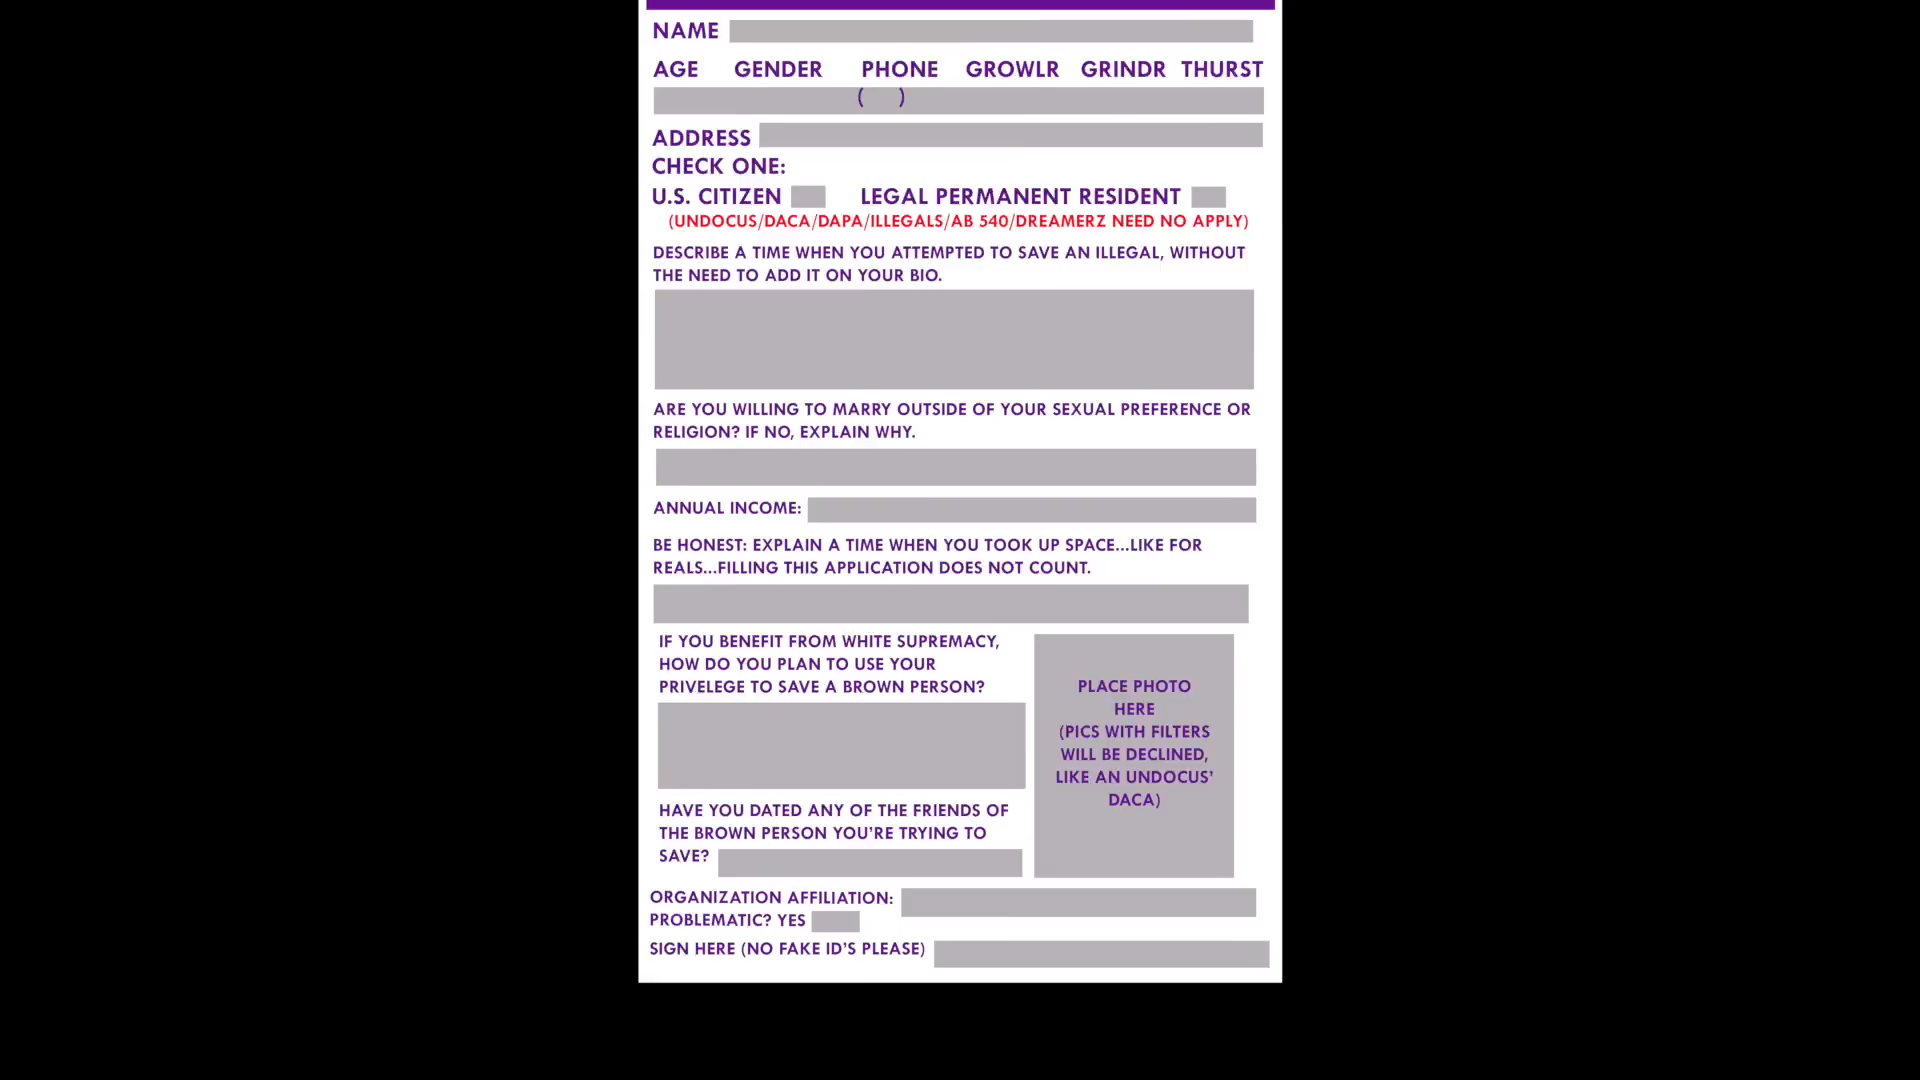 NAME
AGE GENDER PHONE GROWLR GRINDR THURST
( )
ADDRESS
CHECK ONE:
U.S. CITIZEN LEGAL PERMANENT RESIDENT
(UNDOCUS/DACA/DAPA/ILLEGALS/AB 540/DREAMERZ NEED NO APPLY)
DESCRIBE A TIME WHEN YOU ATTEMPTED TO SAVE AN ILLEGAL, WITHOUT
THE NEED TO ADD IT ON YOUR BIO.
ARE YOU WILLING TO MARRY OUTSIDE OF YOUR SEXUAL PREFERENCE OR
RELIGION? IF NO, EXPLAIN WHY.
ANNUAL INCOME:
BE HONEST: EXPLAIN A TIME WHEN YOU TOOK UP SPACE...LIKE FOR
REALS...FILLING THIS APPLICATION DOES NOT COUNT.
IF YOU BENEFIT FROM WHITE SUPREMACY,
HOW DO YOU PLAN TO USE YOUR
PRIVELEGE TO SAVE A BROWN PERSON?
PLACE PHOTO
HERE
(PICS WITH FILTERS
WILL BE DECLINED,
LIKE AN UNDOCUS'
DACA)
HAVE YOU DATED ANY OF THE FRIENDS OF
THE BROWN PERSON YOU'RE TRYING TO
SAVE?
ORGANIZATION AFFILIATION:
PROBLEMATIC? YES
SIGN HERE (NO FAKE ID'S PLEASE)